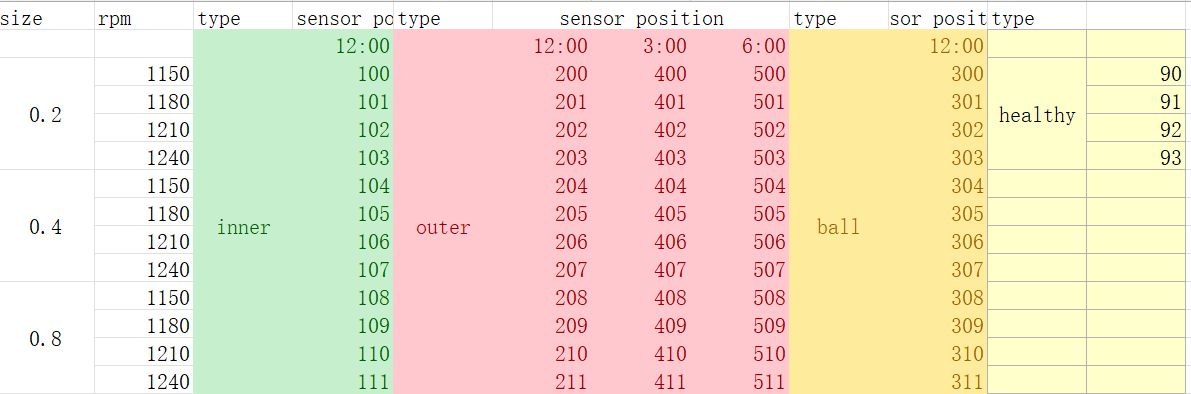 size rpm type sensor po type sensor position type sor posit type
12:00 12:00 3:00 6:00 12:00
1150 100 200 400 500 300 90
1180 101 201 401 501 301 91
0.2 healthy
1210 102 202 402 502 302 92
1240 103 203 403 503 303 93
1150 104 204 404 504 304
1180 105 205 405 505 305
0.4 inner outer ball
1210 106 206 406 506 306
1240 107 207 407 507 307
1150 108 208 408 508 308
1180 109 209 409 509 309
0.8
1210 110 210 410 510 310
1240 111 211 411 511 311